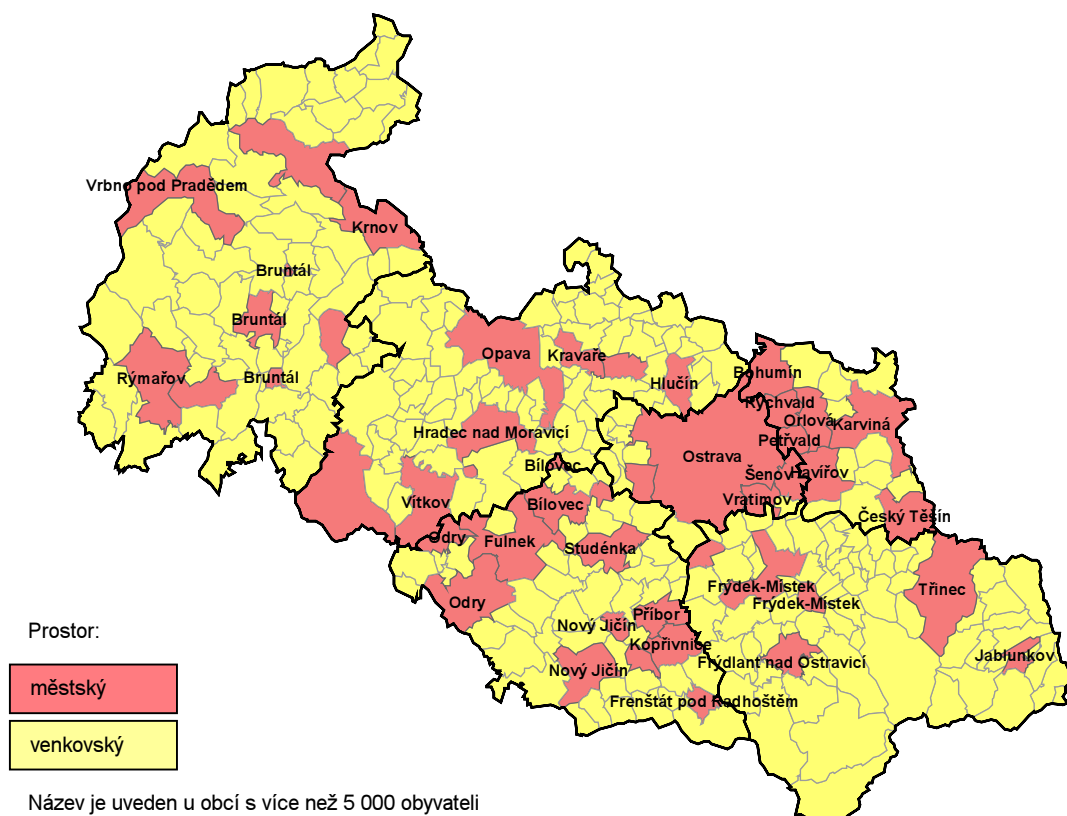 Vrbno pod Pradědem
Krnov
Bruntál
Bruntál
Rýmařov
Bruntál
Opava
Kravaře
Hlučín
Bohumín
Rychvald
Orlová
Karviná
Petřvald
Hradec nad Moravicí
Ostrava
Šenov
Havířov
Bílovec
Vítkov
Bílovec
Vratimov
Český Těšín
Odry
Fulnek
Studénka
Frýdek-Místek
Třinec
Odry
Frýdek-Místek
Příbor
Nový Jičín
Kopřivnice
Frýdlant nad Ostravicí
Jablunkov
Nový Jičín
Frenštát pod Radhoštěm
Prostor:
městský
venkovský
Název je uveden u obcí s více než 5 000 obyvateli